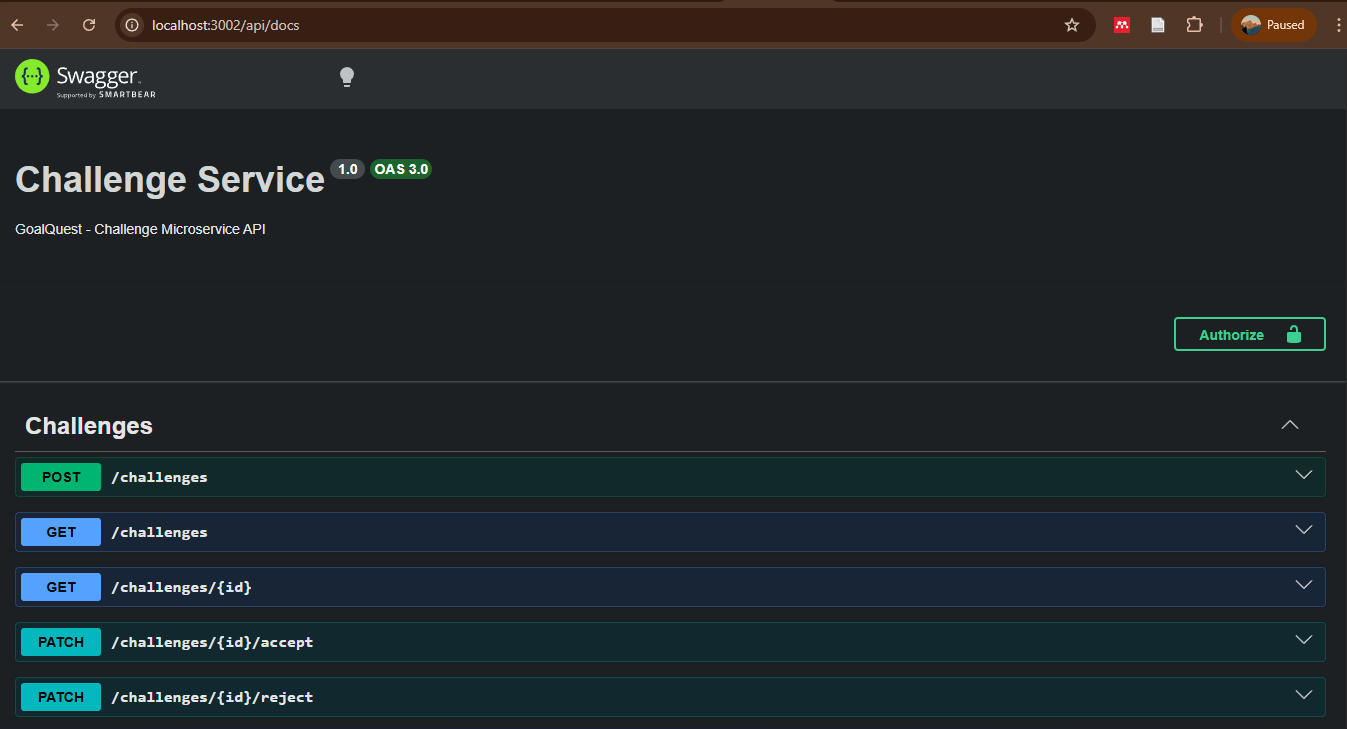 localhost:3002/api/docs
Paused
Swagger
Supported by SMARTBEAR
Challenge Service 1.0 OAS 3.0
GoalQuest - Challenge Microservice API
Authorize
Challenges
POST /challenges
GET /challenges
GET /challenges/{id}
PATCH /challenges/{id}/accept
PATCH /challenges/{id}/reject